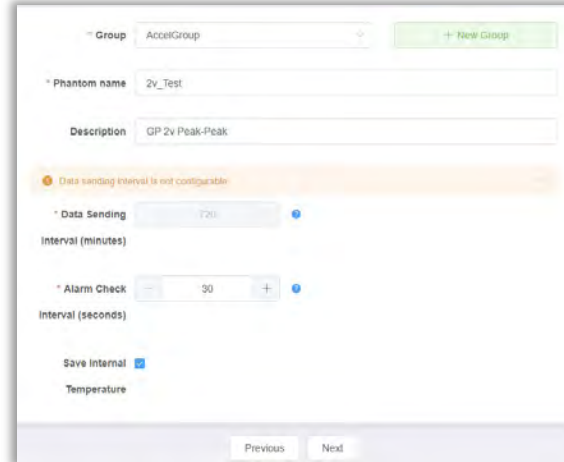 * Group AccelGroup + New Group
* Phantom name 2v_Test
Description GP 2v Peak-Peak
Data sending interval is not configurable
* Data Sending 720
Interval (minutes)
* Alarm Check − 30 +
Interval (seconds)
Save Internal
Temperature
Previous Next